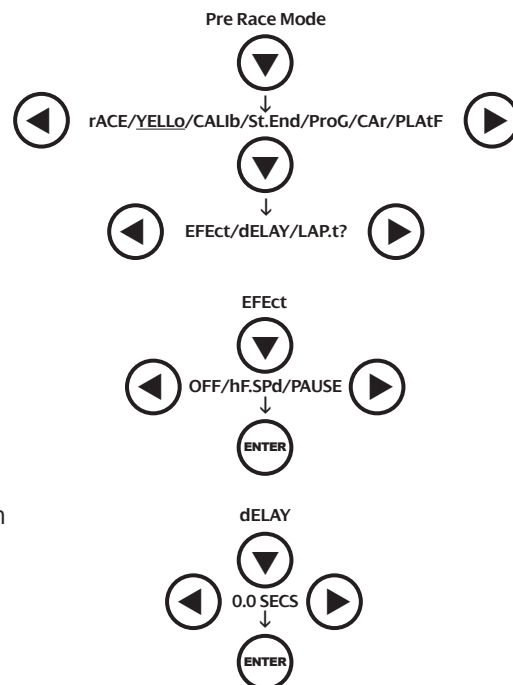 Pre Race Mode
rACE/YELLo/CALIb/St.End/ProG/CAr/PLAtF
EFEct/dELAY/LAP.t?
EFEct
OFF/hF.SPd/PAUSE
ENTER
n
dELAY
0.0 SECS
ENTER